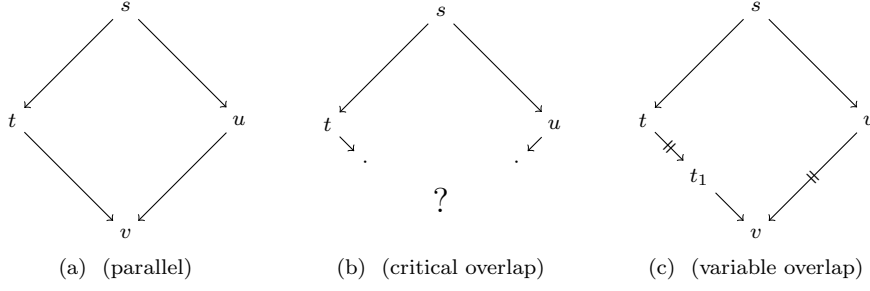 s s s
t u t u t
. .
t₁
?
v v
(a) (parallel) (b) (critical overlap) (c) (variable overlap)